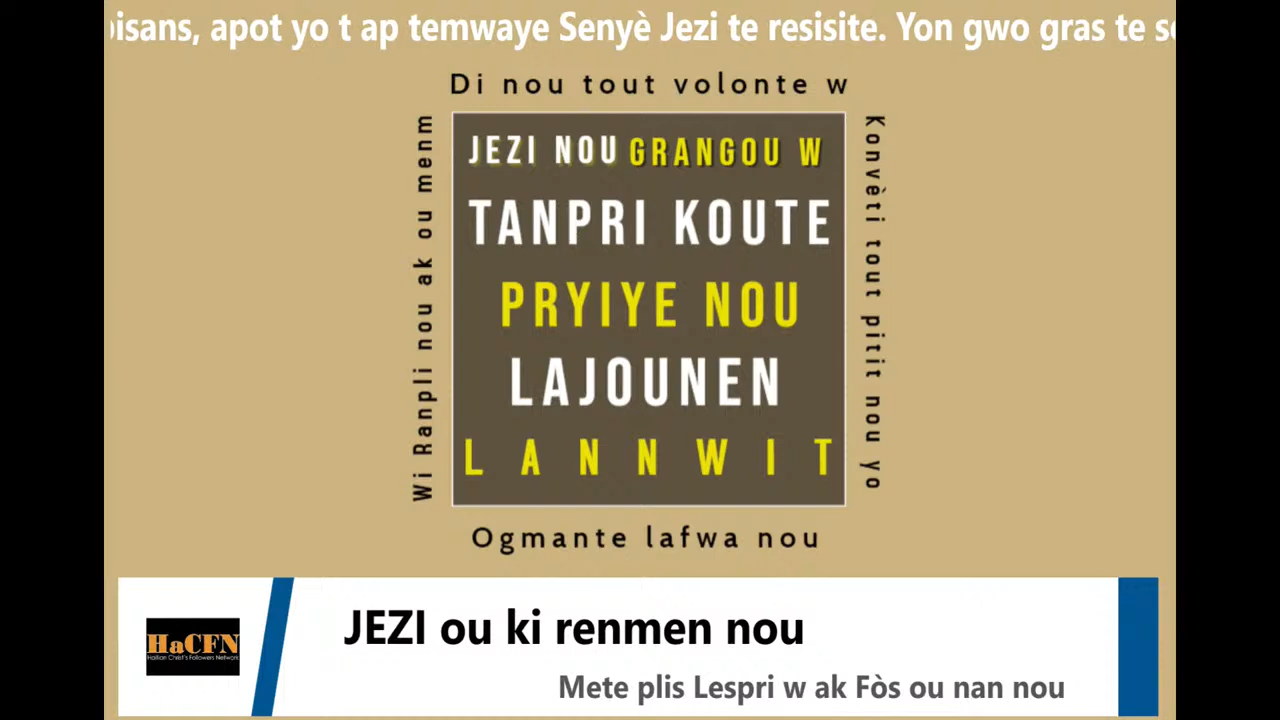 apot yo t ap temwaye Senyè Jezi te resisite. Yon gwo gras te
Di nou tout volonte w
Wi Ranpli nou ak ou menm
JEZI NOU GRANGOU W
TANPRI KOUTE
PRYIYE NOU
LAJOUNEN
LANNWIT
Konvèti tout pitit nou yo
Ogmante lafwa nou
HaCFN
Haitian Christ's Followers Network
JEZI ou ki renmen nou
Mete plis Lespri w ak Fòs ou nan nou